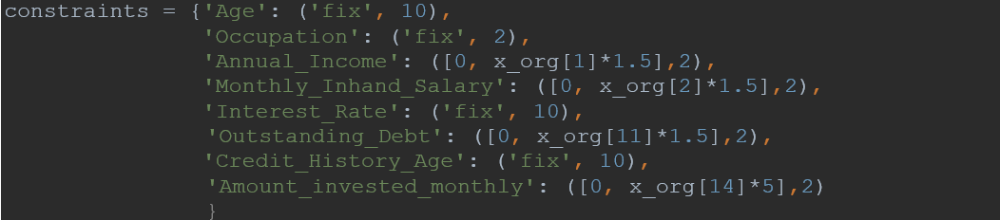 constraints = {'Age': ('fix', 10),
'Occupation': ('fix', 2),
'Annual_Income': ([0, x_org[1]*1.5],2),
'Monthly_Inhand_Salary': ([0, x_org[2]*1.5],2),
'Interest_Rate': ('fix', 10),
'Outstanding_Debt': ([0, x_org[11]*1.5],2),
'Credit_History_Age': ('fix', 10),
'Amount_invested_monthly': ([0, x_org[14]*5],2)
}